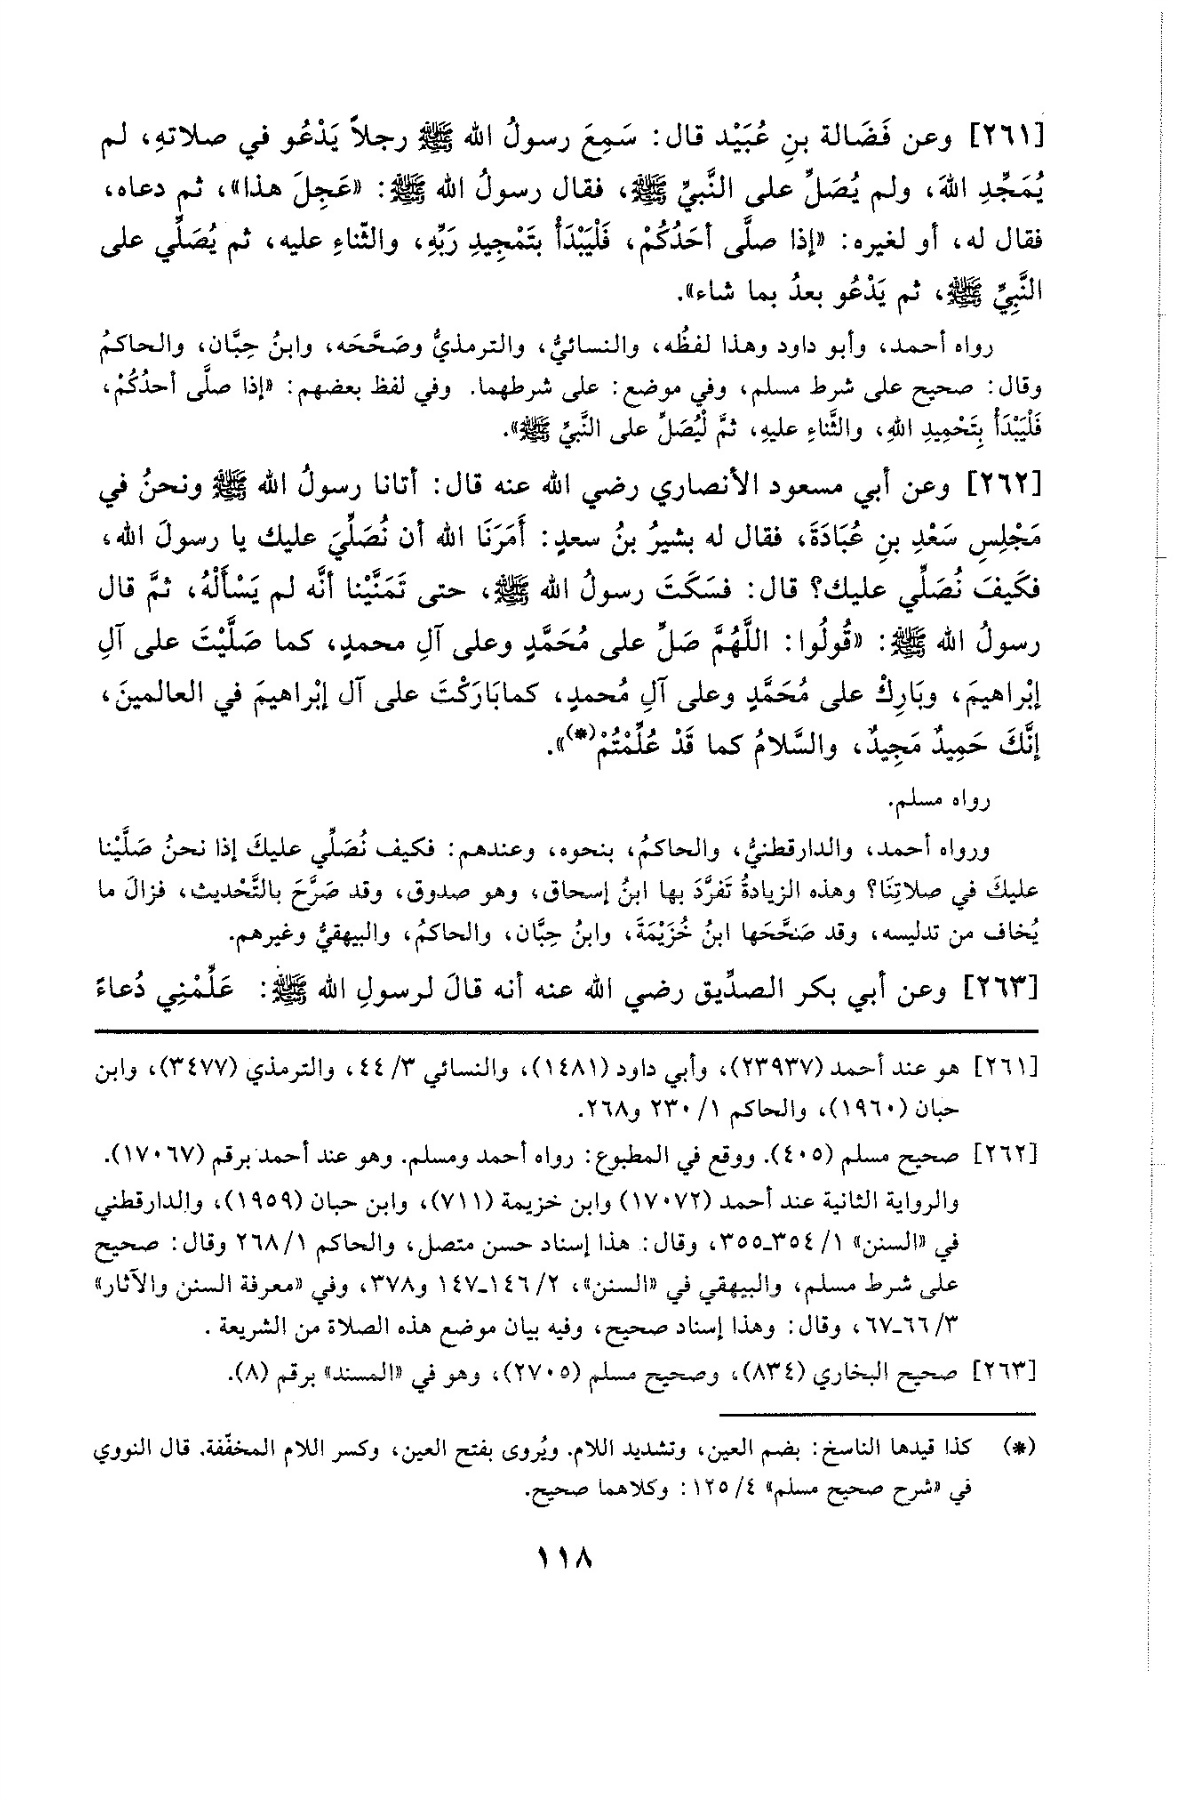 [٢٦١] وعن فَضَالة بنِ عُبَيْد قال: سَمِعَ رسولُ الله ﷺ رجلاً يَدْعُو في صلاتهِ، لم
يُمَجِّدِ اللهَ، ولم يُصَلِّ على النَّبيِّ ﷺ، فقال رسولُ الله ﷺ: «عَجِلَ هذا»، ثم دعاه،
فقال له، أو لغيره: «إذا صلَّى أحَدُكُمْ، فَلْيَبْدَأْ بتَمْجِيدِ رَبِّهِ، والثّناءِ عليه، ثم يُصَلِّي على
النَّبِيِّ ﷺ، ثم يَدْعُو بعدُ بما شاء».
رواه أحمد، وأبو داود وهذا لفظُه، والنسائيُّ، والترمذيُّ وصَحَّحَه، وابنُ حِبَّان، والحاكمُ
وقال: صحيح على شرط مسلم، وفي موضع: على شرطهما. وفي لفظ بعضهم: «إذا صلَّى أحدُكُمْ،
فَلْيَبْدَأْ بِتَحْمِيدِ اللهِ، والثَّناءِ عليهِ، ثمَّ لْيُصَلِّ على النَّبيِّ ﷺ».
[٢٦٢] وعن أبي مسعود الأنصاري رضي الله عنه قال: أتانا رسولُ الله ﷺ ونحنُ في
مَجْلِسِ سَعْدِ بنِ عُبَادَةَ، فقال له بشيرُ بنُ سعدٍ: أَمَرَنَا الله أن نُصَلِّيَ عليك يا رسولَ الله،
فكَيفَ نُصَلِّي عليك؟ قال: فسَكَتَ رسولُ الله ﷺ، حتى تَمَنَّيْنا أنَّه لم يَسْأَلْهُ، ثمَّ قال
رسولُ الله ﷺ: «قُولُوا: اللَّهُمَّ صَلِّ على مُحَمَّدٍ وعلى آلِ محمدٍ، كما صَلَّيْتَ على آلِ
إبْراهيمَ، وبَارِكْ على مُحَمَّدٍ وعلى آلِ مُحمدٍ، كمابَارَكْتَ على آل إبْراهيمَ في العالمينَ،
إنَّكَ حَمِيدٌ مَجِيدٌ، والسَّلامُ كما قَدْ عُلِّمْتُمْ(*)».
رواه مسلم.
ورواه أحمد، والدارقطنيُّ، والحاكمُ، بنحوه، وعندهم: فكيف نُصَلِّي عليكَ إذا نحنُ صَلَّيْنا
عليكَ في صلاتِنَا؟ وهذه الزيادةُ تَفرَّدَ بها ابنُ إسحاق، وهو صدوق، وقد صَرَّحَ بالتَّحْديث، فزالَ ما
يُخاف من تدليسه، وقد صَحَّحَها ابنُ خُزَيْمَةَ، وابنُ حِبَّان، والحاكمُ، والبيهقيُّ وغيرهم.
[٢٦٣] وعن أبي بكر الصدِّيق رضي الله عنه أنه قالَ لرسولِ الله ﷺ: عَلِّمْنِي دُعاءً
[٢٦١] هو عند أحمد (٢٣٩٣٧)، وأبي داود (١٤٨١)، والنسائي ٣/ ٤٤، والترمذي (٣٤٧٧)، وابن
حبان (١٩٦٠)، والحاكم ١/ ٢٣٠ و٢٦٨.
[٢٦٢] صحيح مسلم (٤٠٥). ووقع في المطبوع: رواه أحمد ومسلم. وهو عند أحمد برقم (١٧٠٦٧).
والرواية الثانية عند أحمد (١٧٠٧٢) وابن خزيمة (٧١١)، وابن حبان (١٩٥٩)، والدارقطني
في «السنن» ١/ ٣٥٤ـ٣٥٥، وقال: هذا إسناد حسن متصل، والحاكم ١/ ٢٦٨ وقال: صحيح
على شرط مسلم، والبيهقي في «السنن»، ٢/ ١٤٦ـ١٤٧ و٣٧٨، وفي «معرفة السنن والآثار»
٣/ ٦٦ـ٦٧، وقال: وهذا إسناد صحيح، وفيه بيان موضع هذه الصلاة من الشريعة .
[٢٦٣] صحيح البخاري (٨٣٤)، وصحيح مسلم (٢٧٠٥)، وهو في «المسند» برقم (٨).
(*) كذا قيدها الناسخ: بضم العين، وتشديد اللام. ويُروى بفتح العين، وكسر اللام المخفّفة. قال النووي
في «شرح صحيح مسلم» ٤/ ١٢٥: وكلاهما صحيح.
١١٨